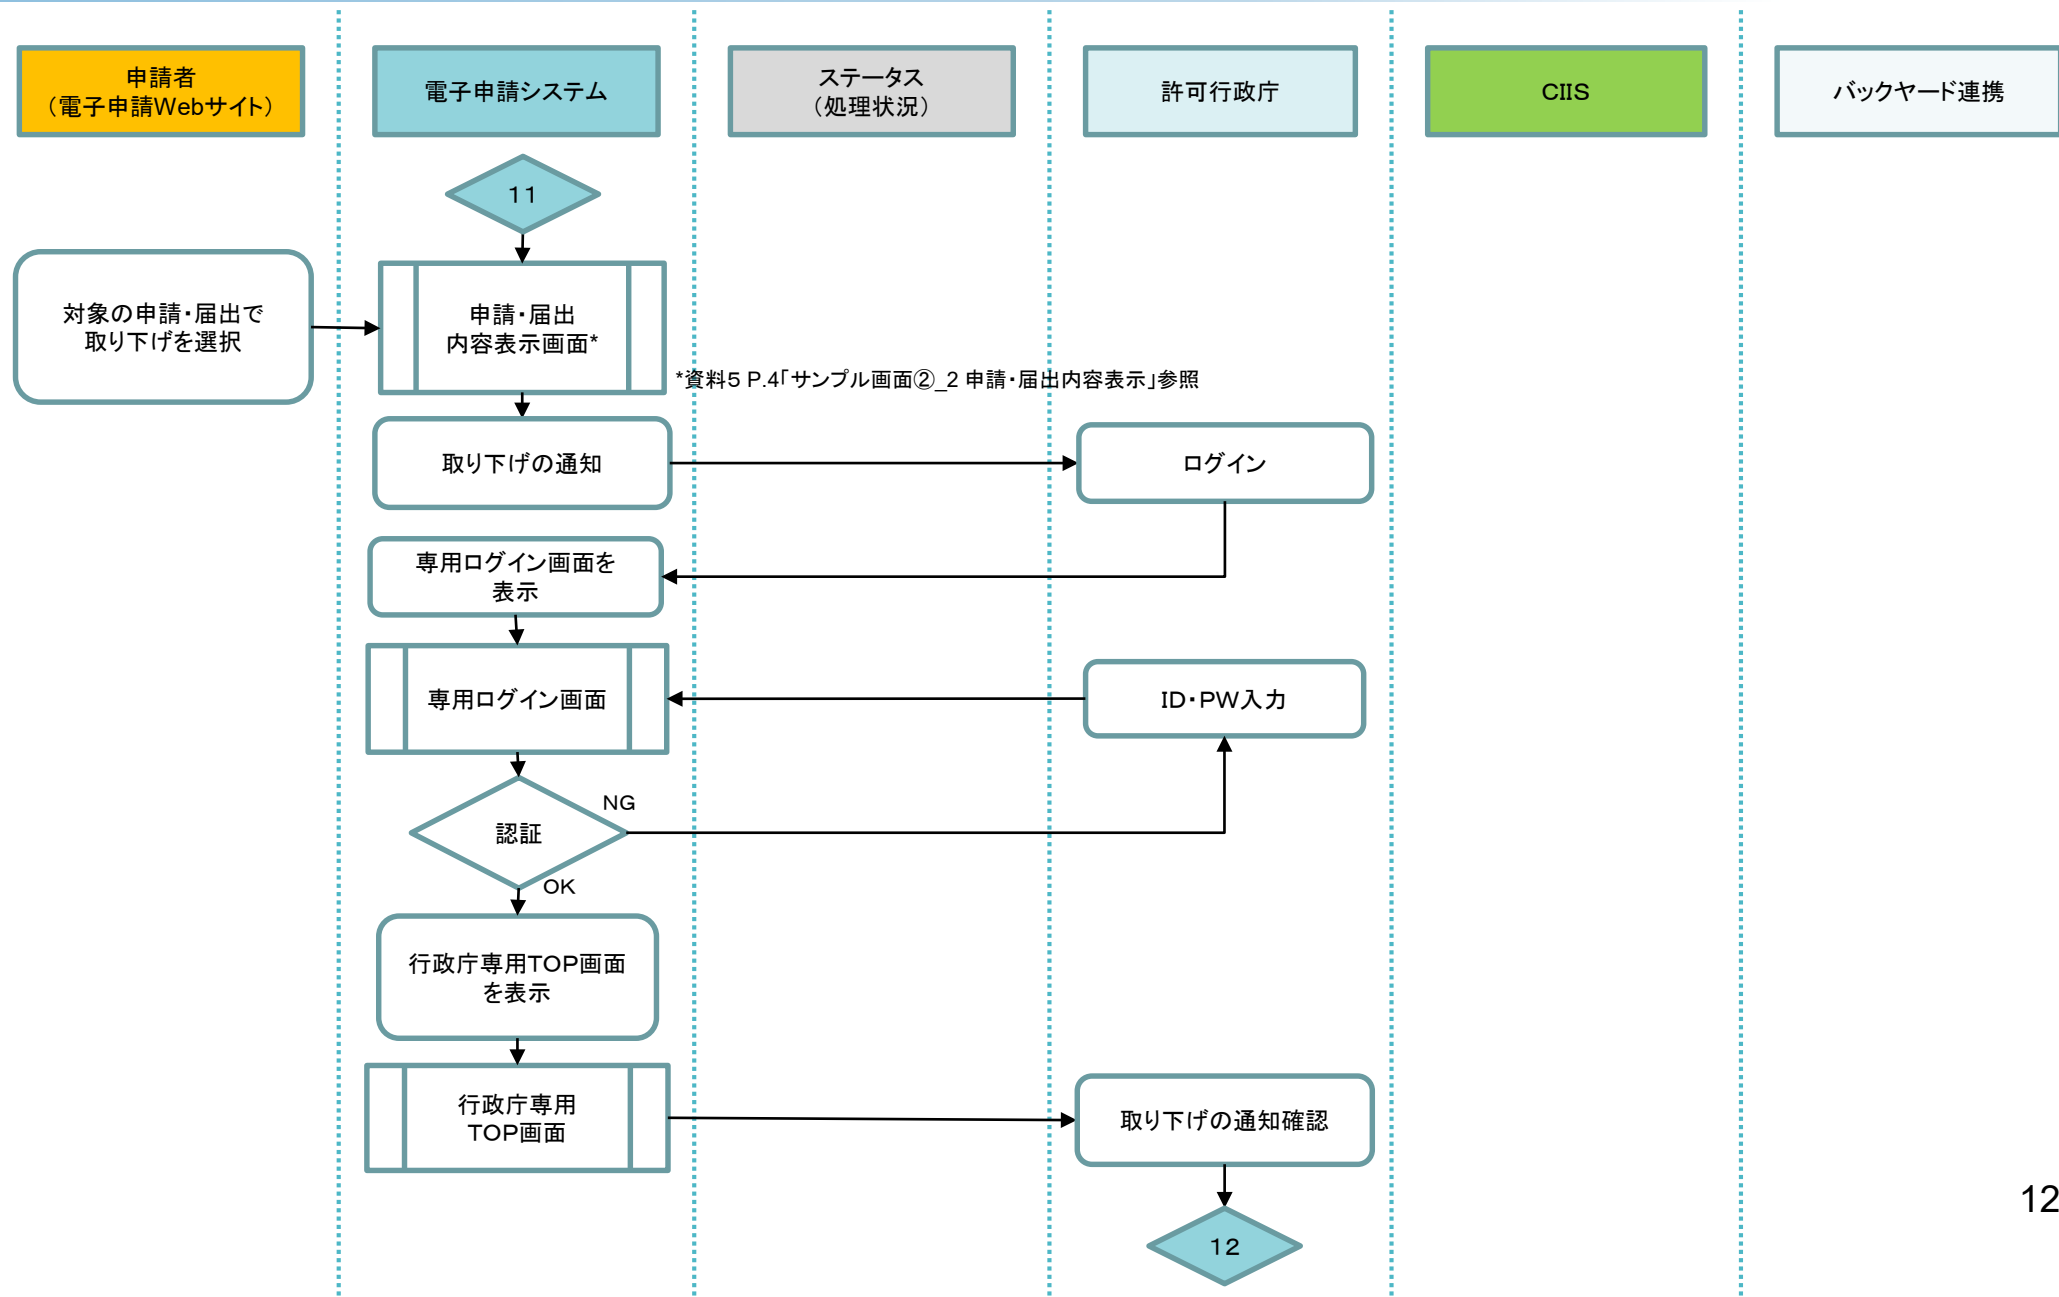 申請者
（電子申請Webサイト）
電子申請システム
ステータス
（処理状況）
許可行政庁
CIIS
バックヤード連携
11
対象の申請・届出で
取り下げを選択
申請・届出
内容表示画面*
*資料5 P.4「サンプル画面②_2 申請・届出内容表示」参照
取り下げの通知
ログイン
専用ログイン画面を
表示
専用ログイン画面
ID・PW入力
NG
認証
OK
行政庁専用TOP画面
を表示
行政庁専用
TOP画面
取り下げの通知確認
12
12